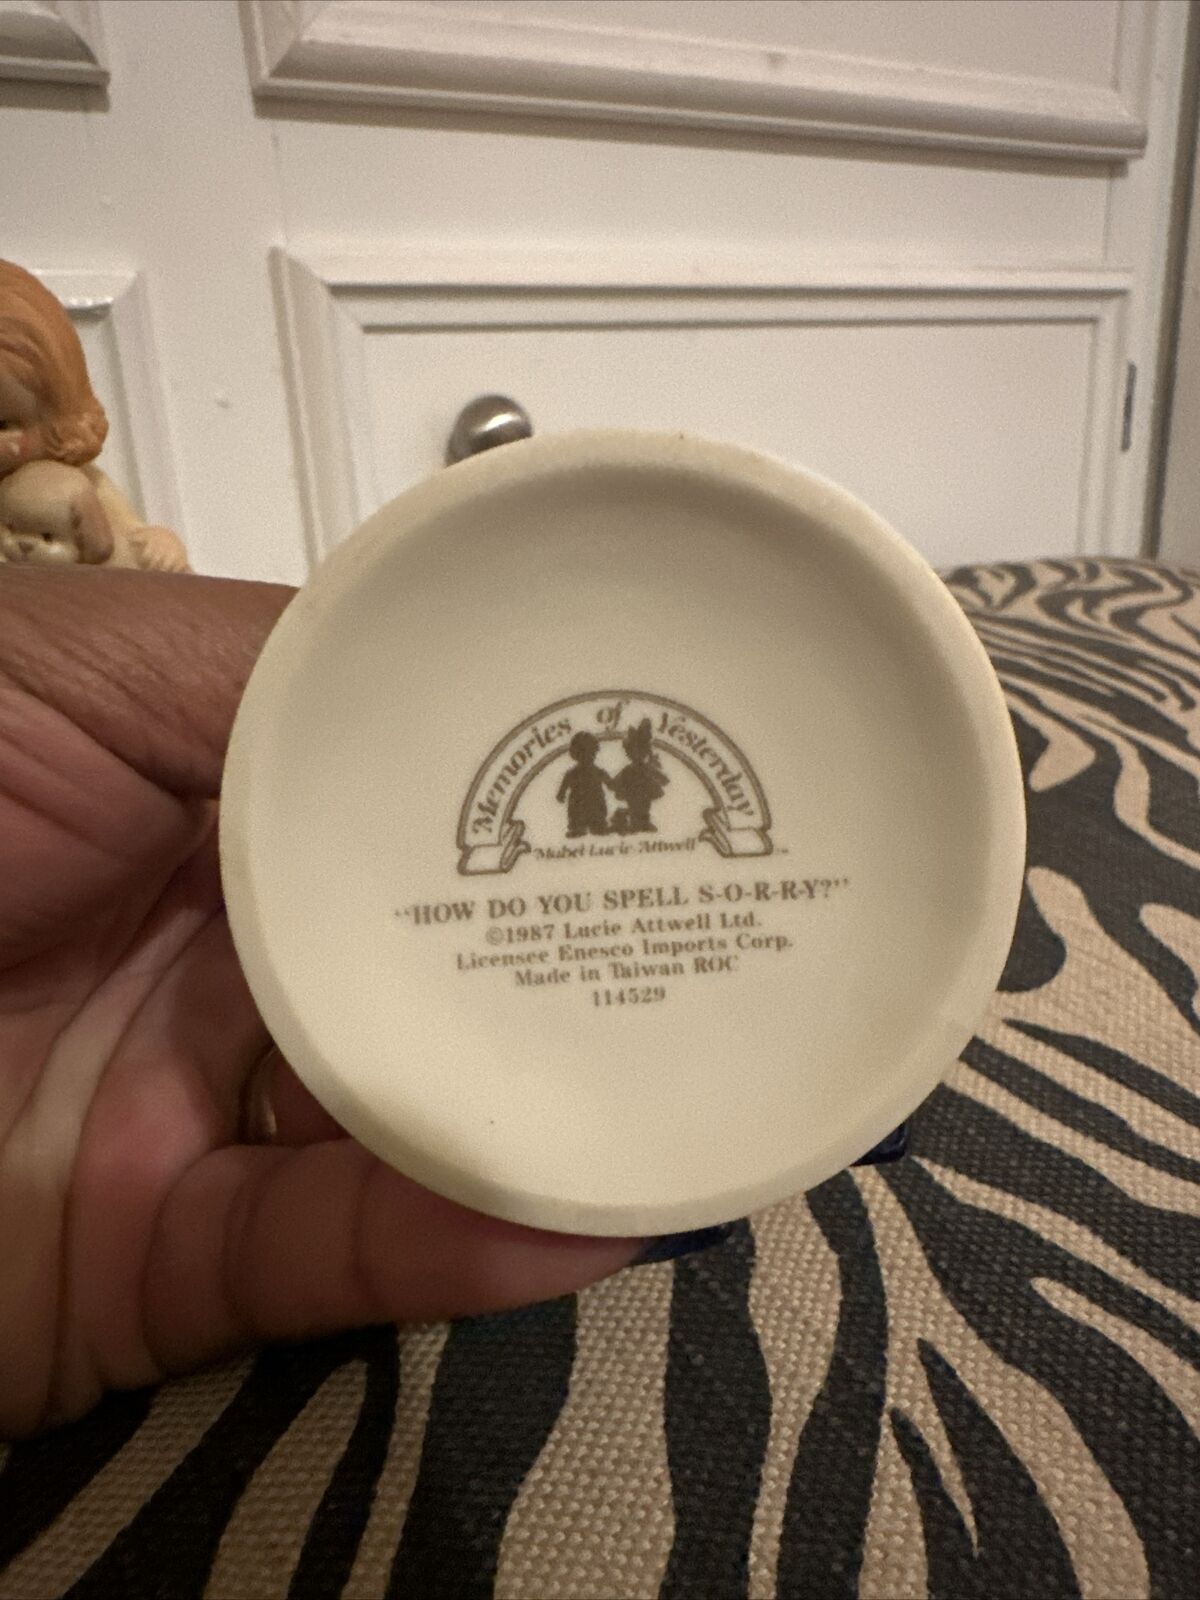 Memories of Yesterday
Mabel Lucie Attwell
TM
"HOW DO YOU SPELL S-O-R-R-Y?"
©1987 Lucie Attwell Ltd.
Licensee Enesco Imports Corp.
Made in Taiwan ROC
114529